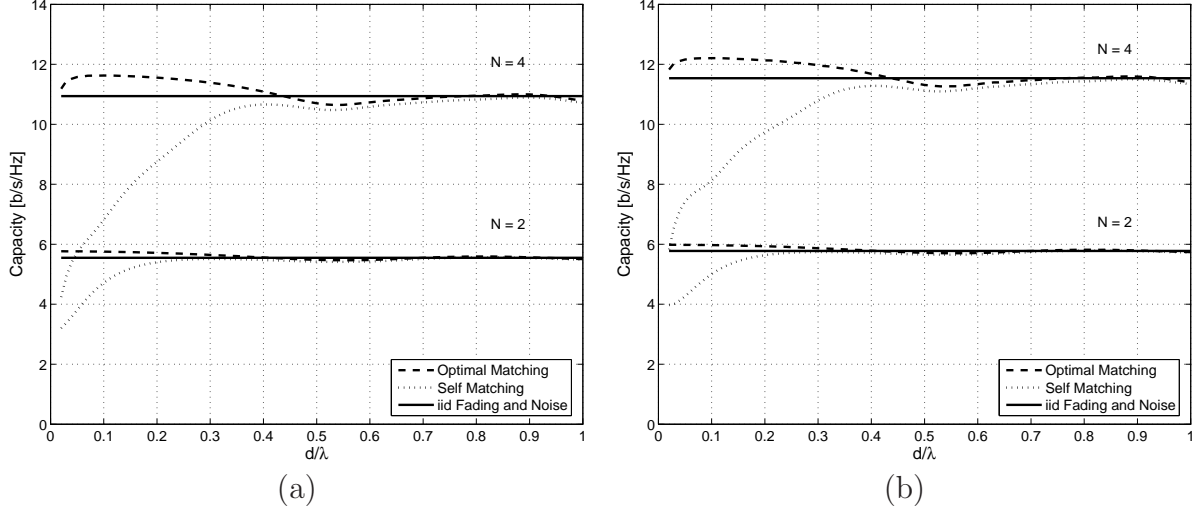 14
12
10
8
6
4
2
0
Capacity [b/s/Hz]
N = 4
N = 2
Optimal Matching
Self Matching
iid Fading and Noise
0 0.1 0.2 0.3 0.4 0.5 0.6 0.7 0.8 0.9 1
d/λ
(a)
14
12
10
8
6
4
2
0
Capacity [b/s/Hz]
N = 4
N = 2
Optimal Matching
Self Matching
iid Fading and Noise
0 0.1 0.2 0.3 0.4 0.5 0.6 0.7 0.8 0.9 1
d/λ
(b)